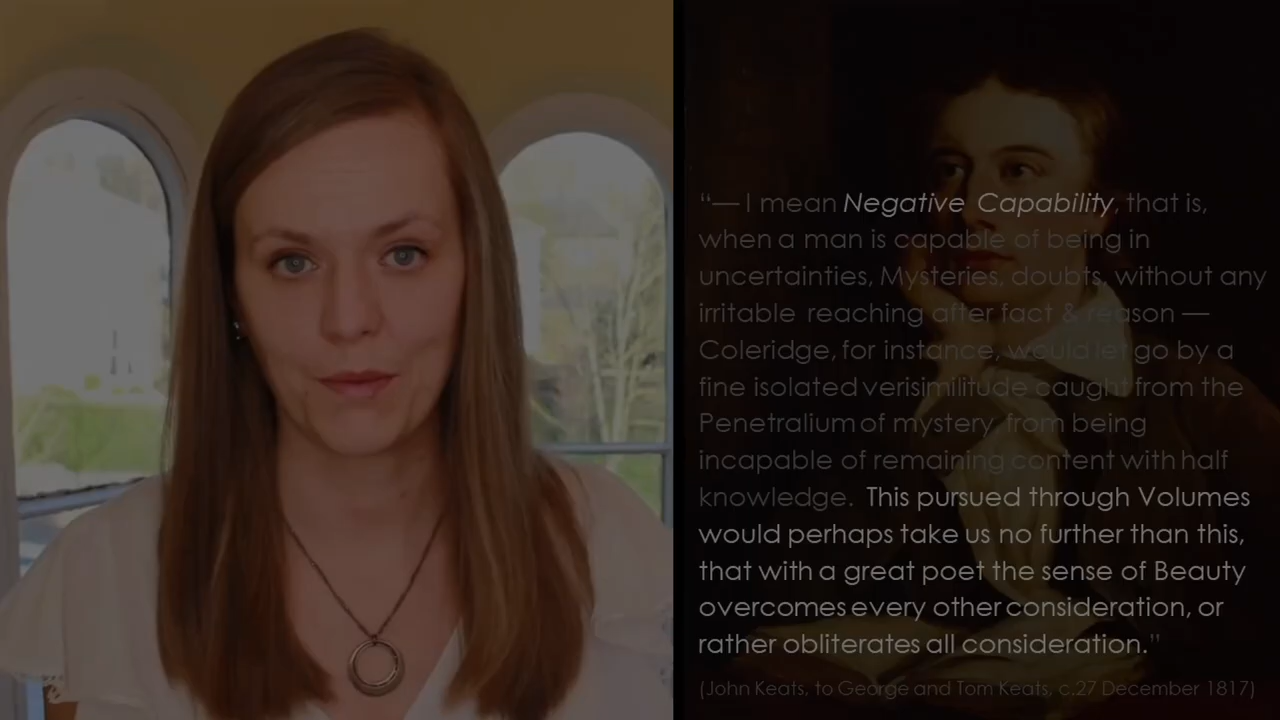 “— I mean Negative Capability, that is,
when a man is capable of being in
uncertainties, Mysteries, doubts, without any
irritable reaching after fact & reason —
Coleridge, for instance, would let go by a
fine isolated verisimilitude caught from the
Penetralium of mystery, from being
incapable of remaining content with half
knowledge. This pursued through Volumes
would perhaps take us no further than this,
that with a great poet the sense of Beauty
overcomes every other consideration, or
rather obliterates all consideration.”
(John Keats, to George and Tom Keats, c.27 December 1817)